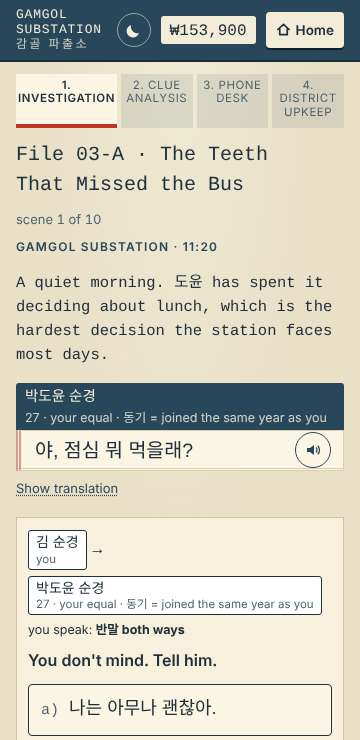 GAMGOL
SUBSTATION
감골 파출소
₩153,900
Home
1.
INVESTIGATION
2. CLUE
ANALYSIS
3. PHONE
DESK
4.
DISTRICT
UPKEEP
File 03-A · The Teeth
That Missed the Bus
scene 1 of 10
GAMGOL SUBSTATION · 11:20
A quiet morning. 도윤 has spent it
deciding about lunch, which is the
hardest decision the station faces
most days.
박도윤 순경
27 · your equal · 동기 = joined the same year as you
야, 점심 뭐 먹을래?
Show translation
김 순경
you
→
박도윤 순경
27 · your equal · 동기 = joined the same year as you
you speak: 반말 both ways
You don't mind. Tell him.
a) 나는 아무나 괜찮아.